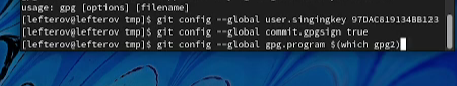 usage: gpg [options] [filename]
[lefterov@lefterov tmp]$ git config --global user.singingkey 97DAC8191348B123
[lefterov@lefterov tmp]$ git config --global commit.gpgsign true
[lefterov@lefterov tmp]$ git config --global gpg.program $(which gpg2)